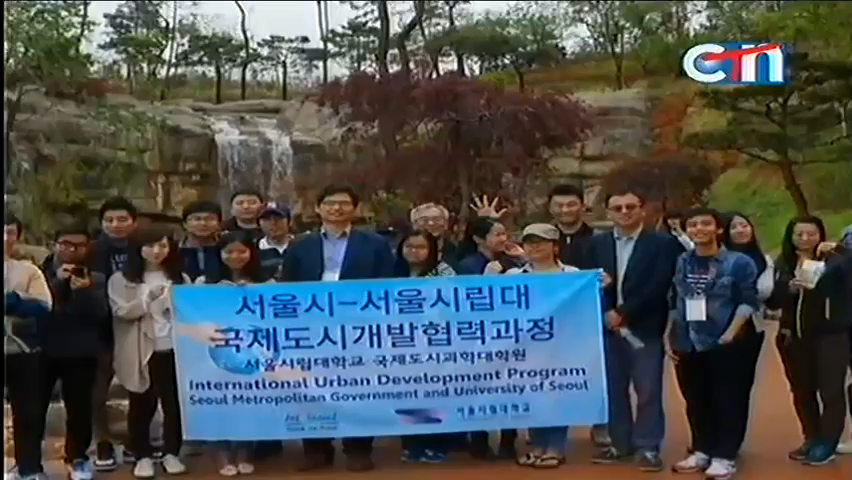 CTN
서울시-서울시립대
국제도시개발협력과정
서울시립대학교 국제도시과학대학원
International Urban Development Program
Seoul Metropolitan Government and University of Seoul
서울시립대학교